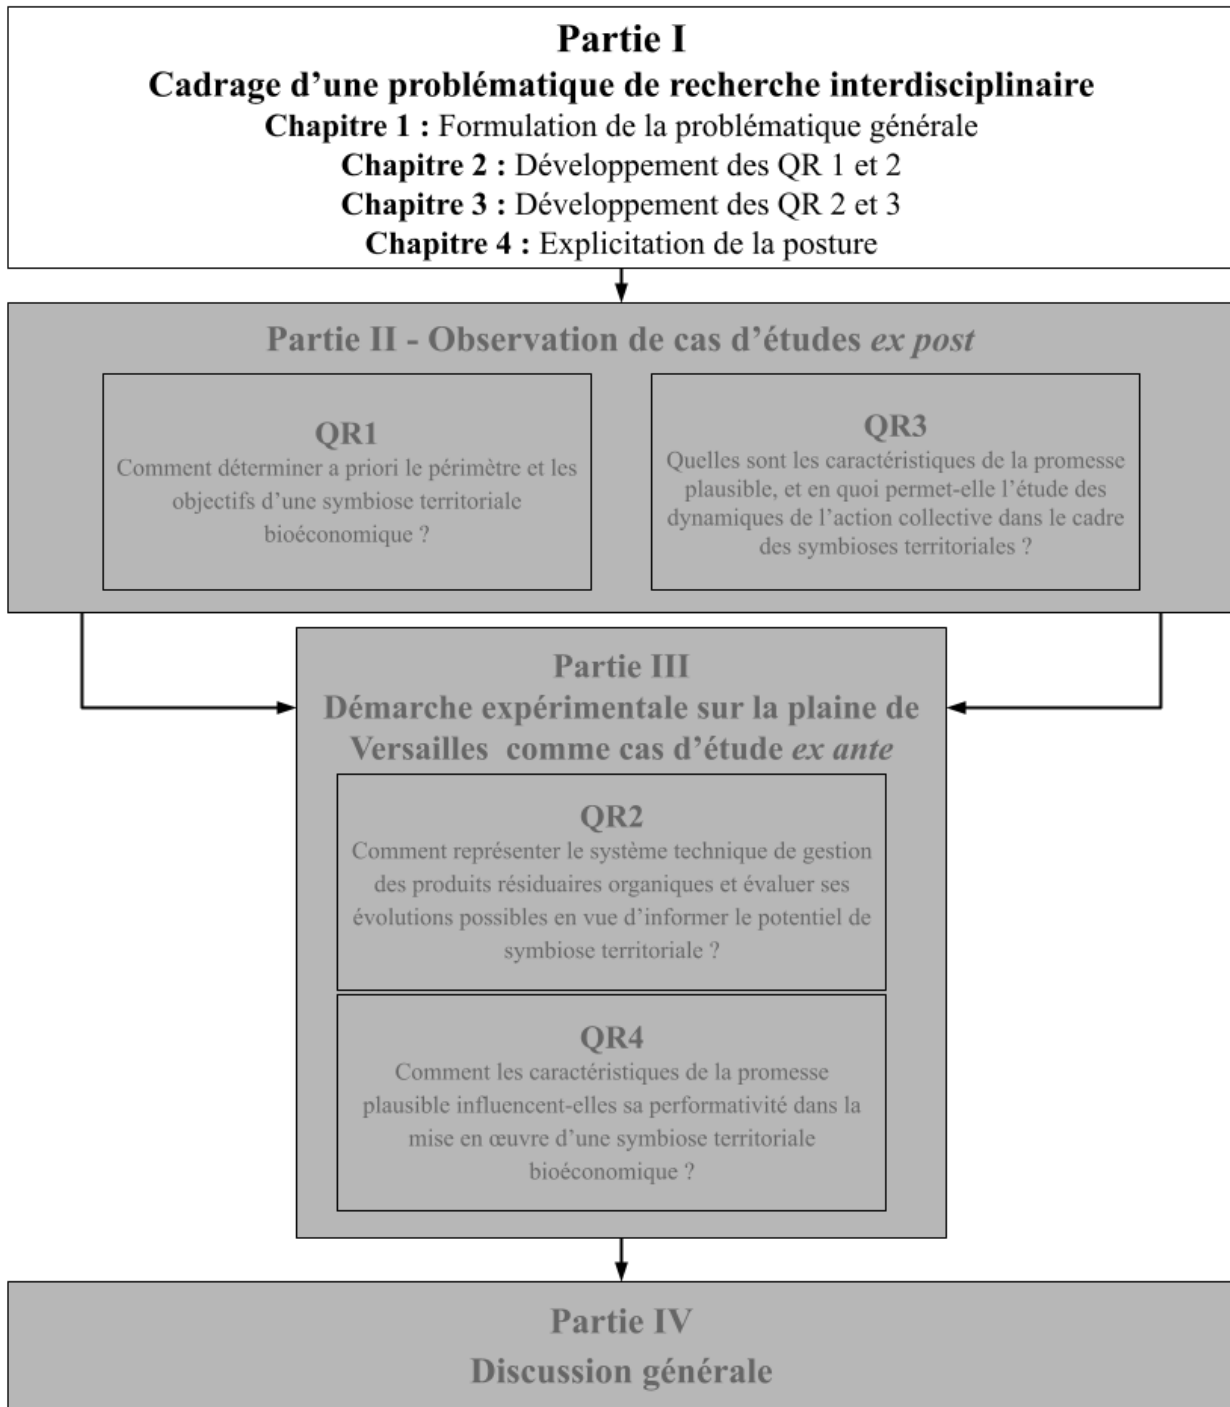 Partie I
Cadrage d’une problématique de recherche interdisciplinaire
Chapitre 1 : Formulation de la problématique générale
Chapitre 2 : Développement des QR 1 et 2
Chapitre 3 : Développement des QR 2 et 3
Chapitre 4 : Explicitation de la posture
Partie II - Observation de cas d’études ex post
QR1
Comment déterminer a priori le périmètre et les
objectifs d’une symbiose territoriale
bioéconomique ?
QR3
Quelles sont les caractéristiques de la promesse
plausible, et en quoi permet-elle l’étude des
dynamiques de l’action collective dans le cadre
des symbioses territoriales ?
Partie III
Démarche expérimentale sur la plaine de
Versailles comme cas d’étude ex ante
QR2
Comment représenter le système technique de gestion
des produits résiduaires organiques et évaluer ses
évolutions possibles en vue d’informer le potentiel de
symbiose territoriale ?
QR4
Comment les caractéristiques de la promesse
plausible influencent-elles sa performativité dans la
mise en œuvre d’une symbiose territoriale
bioéconomique ?
Partie IV
Discussion générale